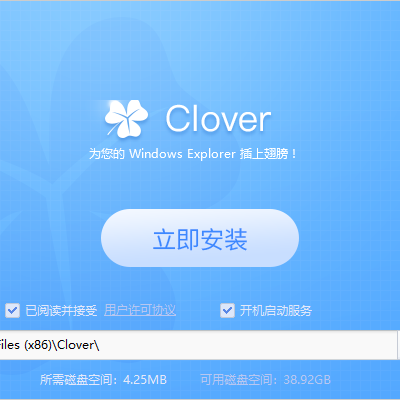 Clover
为您的 Windows Explorer 插上翅膀！
立即安装
已阅读并接受 用户许可协议 开机启动服务
Files (x86)\Clover\
所需磁盘空间：4.25MB 可用磁盘空间：38.92GB